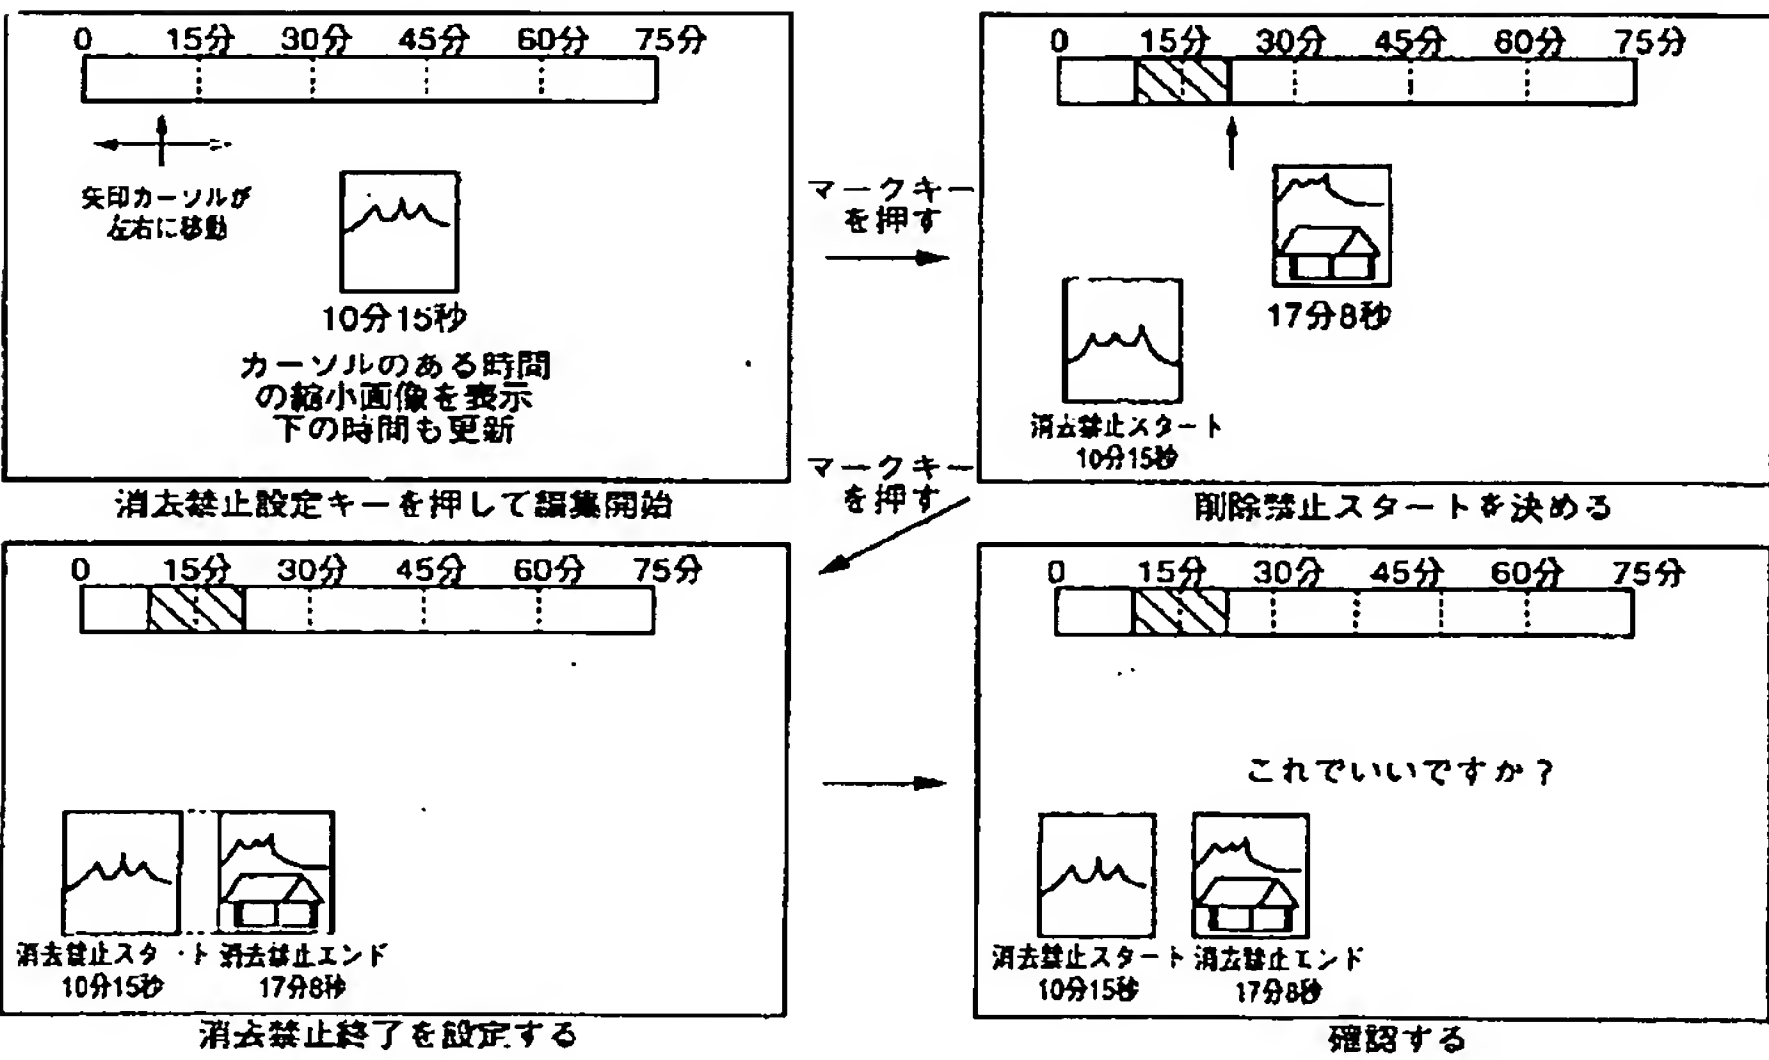 0 15分 30分 45分 60分 75分
矢印カーソルが
左右に移動
10分15秒
カーソルのある時間
の縮小画像を表示
下の時間も更新
消去禁止設定キーを押して編集開始
マークキー
を押す
0 15分 30分 45分 60分 75分
17分8秒
消去禁止スタート
10分15秒
削除禁止スタートを決める
マークキー
を押す
0 15分 30分 45分 60分 75分
消去禁止スタート 消去禁止エンド
10分15秒 17分8秒
消去禁止終了を設定する
0 15分 30分 45分 60分 75分
これでいいですか？
消去禁止スタート 消去禁止エンド
10分15秒 17分8秒
確認する